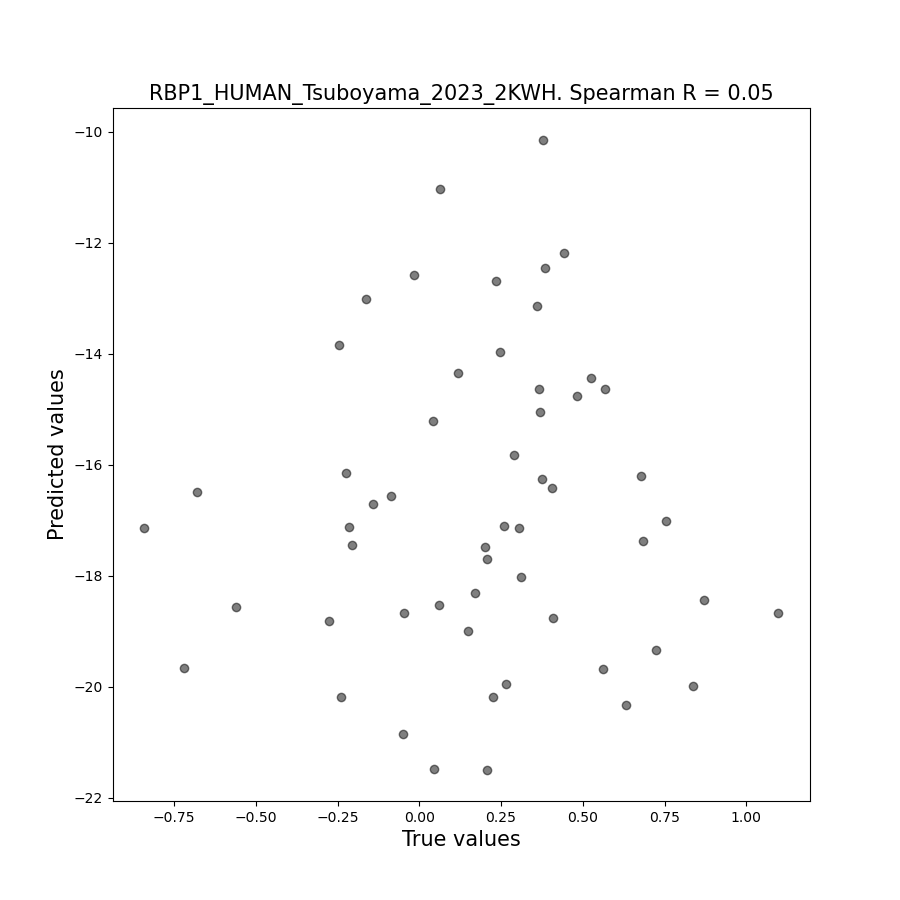 RBP1_HUMAN_Tsuboyama_2023_2KWH. Spearman R = 0.05
Predicted values
−10
−12
−14
−16
−18
−20
−22
−0.75 −0.50 −0.25 0.00 0.25 0.50 0.75 1.00
True values